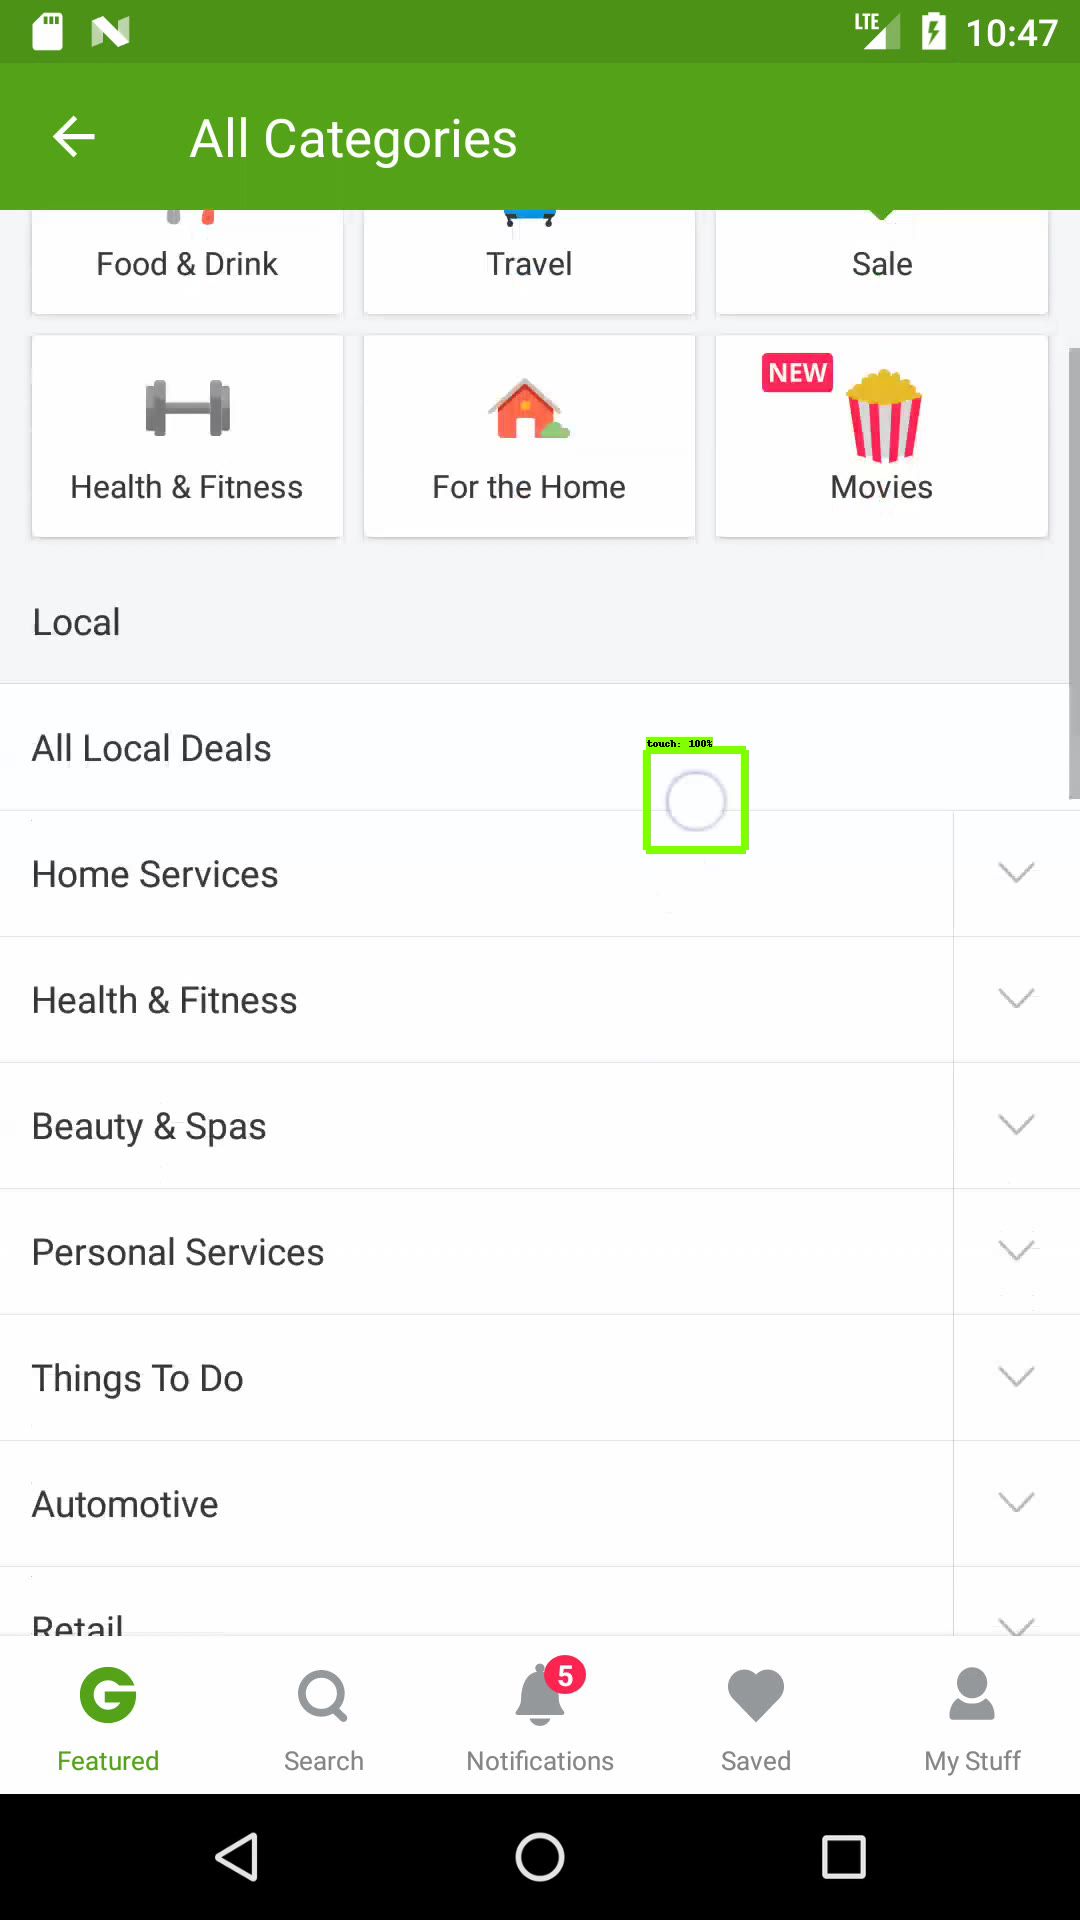 LTE 10:47
All Categories
Food & Drink Travel Sale
NEW
Health & Fitness For the Home Movies
Local
All Local Deals
touch: 100%
Home Services
Health & Fitness
Beauty & Spas
Personal Services
Things To Do
Automotive
Retail
5
Featured Search Notifications Saved My Stuff